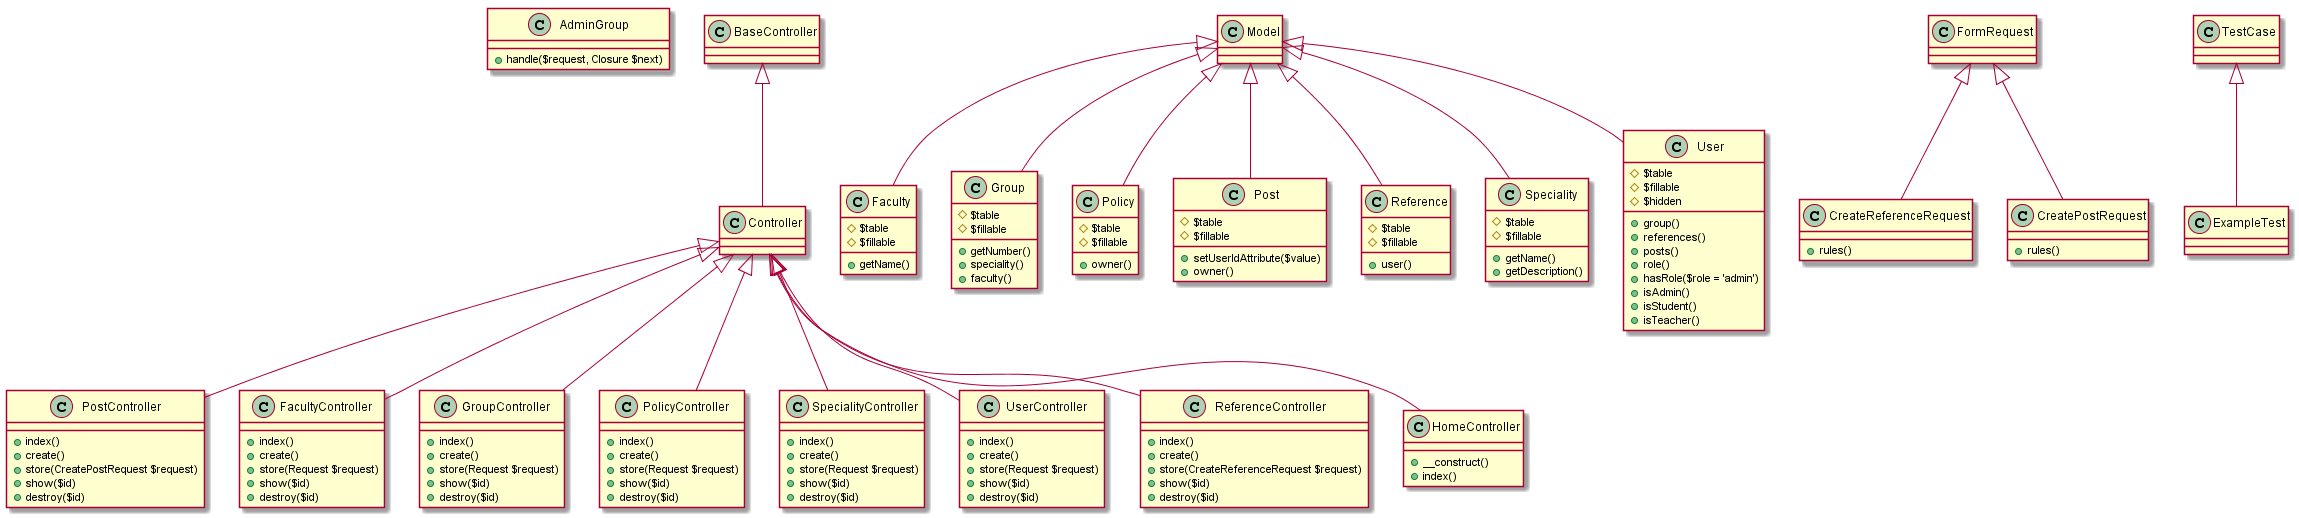 C AdminGroup
handle($request, Closure $next)
C BaseController
C Model
C FormRequest
C TestCase
C User
$table
$fillable
$hidden
group()
references()
posts()
role()
hasRole($role = 'admin')
isAdmin()
isStudent()
isTeacher()
C Controller
C Faculty
$table
$fillable
getName()
C Group
$table
$fillable
getNumber()
speciality()
faculty()
C Policy
$table
$fillable
owner()
C Post
$table
$fillable
setUserIdAttribute($value)
owner()
C Reference
$table
$fillable
user()
C Speciality
$table
$fillable
getName()
getDescription()
C CreateReferenceRequest
rules()
C CreatePostRequest
rules()
C ExampleTest
C PostController
index()
create()
store(CreatePostRequest $request)
show($id)
destroy($id)
C FacultyController
index()
create()
store(Request $request)
show($id)
destroy($id)
C GroupController
index()
create()
store(Request $request)
show($id)
destroy($id)
C PolicyController
index()
create()
store(Request $request)
show($id)
destroy($id)
C SpecialityController
index()
create()
store(Request $request)
show($id)
destroy($id)
C UserController
index()
create()
store(Request $request)
show($id)
destroy($id)
C ReferenceController
index()
create()
store(CreateReferenceRequest $request)
show($id)
destroy($id)
C HomeController
__construct()
index()